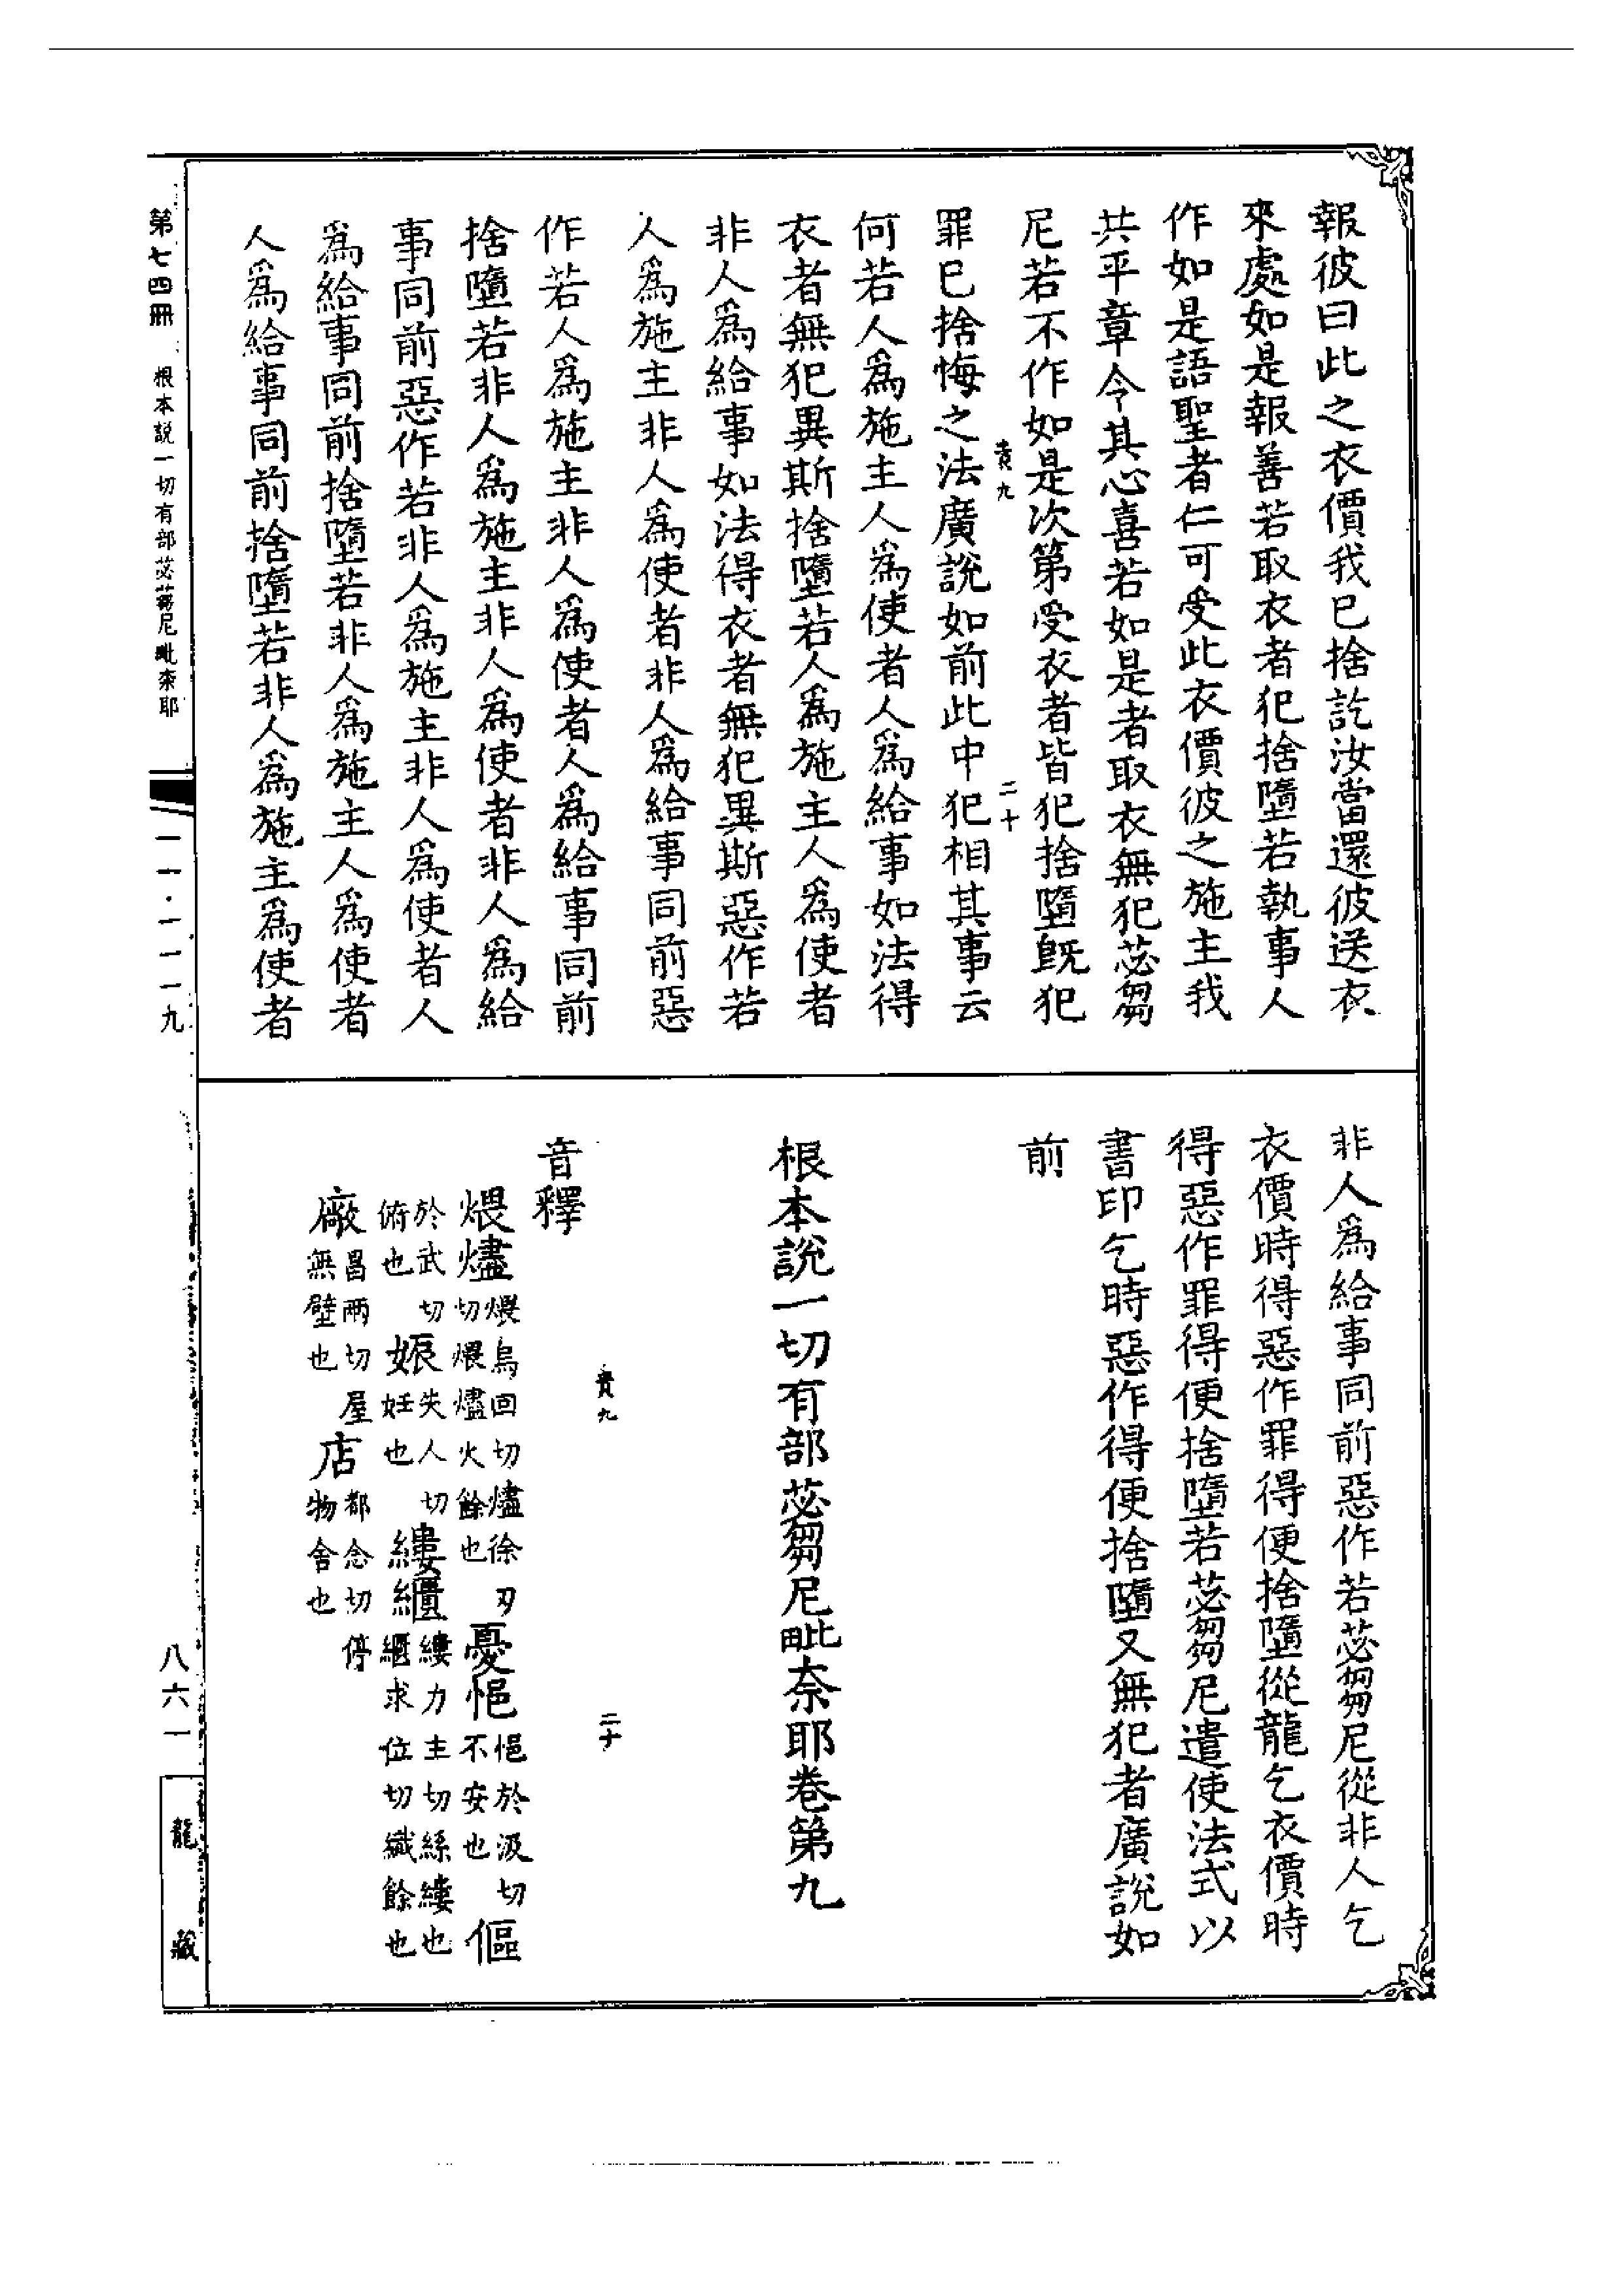 報彼曰此之衣價我已捨訖汝當還彼送衣
來處如是報善若取衣者犯捨墮若執事人
作如是語聖者仁可受此衣價彼之施主我
共平章令其心喜若如是者取衣無犯苾芻
尼若不作如是次第受衣者皆犯捨墮旣犯
責九 二十
罪已捨悔之法廣說如前此中犯相其事云
何若人爲施主人爲使者人爲給事如法得
衣者無犯異斯捨墮若人爲施主人爲使者
非人爲給事如法得衣者無犯異斯惡作若
人爲施主非人爲使者非人爲給事同前惡
作若人爲施主非人爲使者人爲給事同前
捨墮若非人爲施主非人爲使者非人爲給
事同前惡作若非人爲施主非人爲使者人
爲給事同前捨墮若非人爲施主人爲使者
人爲給事同前捨墮若非人爲施主爲使者
非人爲給事同前惡作若苾芻尼從非人乞
衣價時得惡作罪得便捨墮從龍乞衣價時
得惡作罪得便捨墮若苾芻尼遣使法式以
書印乞時惡作得便捨墮又無犯者廣說如
前
根本說一切有部苾芻尼毗奈耶卷第九
責九 二十
音釋
煨燼煨烏回切燼徐刃切煨燼火餘也 憂悒悒於汲切不安也 傴
於武切俯也 娠失人切妊也 縷繼縷力主切絲縷也繼求位切織餘也
廠昌兩切屋無壁也 店都念切停物舍也
第七四冊 根本説一切有部苾芻尼毗柰耶
一一·一一一九
八六一
龍藏